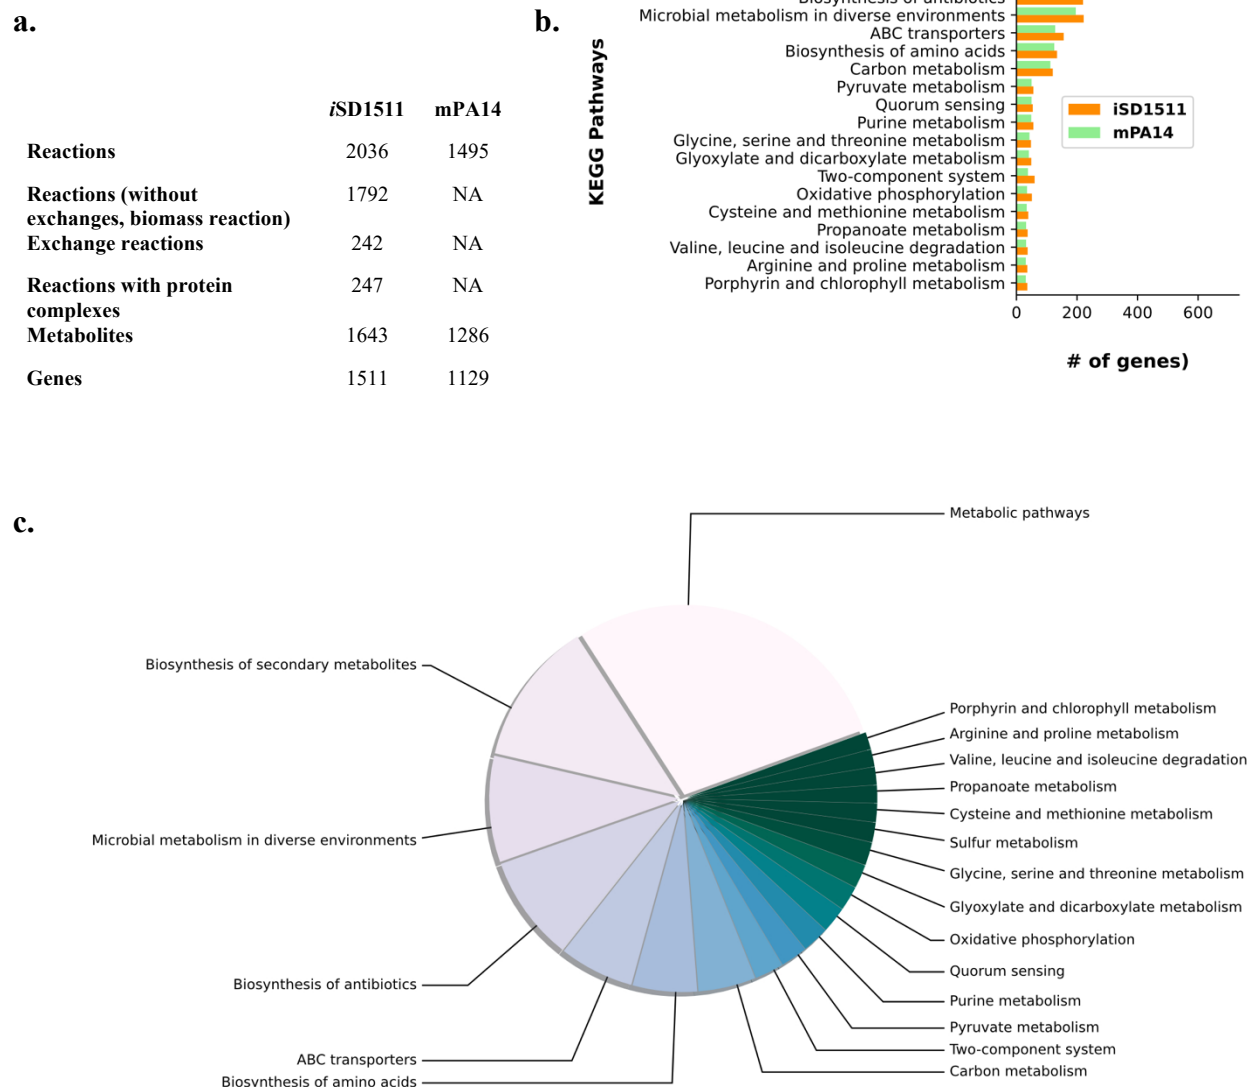 a.
iSD1511 mPA14
Reactions 2036 1495
Reactions (without 1792 NA
exchanges, biomass reaction)
Exchange reactions 242 NA
Reactions with protein 247 NA
complexes
Metabolites 1643 1286
Genes 1511 1129
b.
KEGG Pathways
Biosynthesis of antibiotics
Microbial metabolism in diverse environments
ABC transporters
Biosynthesis of amino acids
Carbon metabolism
Pyruvate metabolism
Quorum sensing
Purine metabolism
Glycine, serine and threonine metabolism
Glyoxylate and dicarboxylate metabolism
Two-component system
Oxidative phosphorylation
Cysteine and methionine metabolism
Propanoate metabolism
Valine, leucine and isoleucine degradation
Arginine and proline metabolism
Porphyrin and chlorophyll metabolism
iSD1511
mPA14
0 200 400 600
# of genes)
c.
Metabolic pathways
Biosynthesis of secondary metabolites
Microbial metabolism in diverse environments
Biosynthesis of antibiotics
ABC transporters
Biosynthesis of amino acids
Porphyrin and chlorophyll metabolism
Arginine and proline metabolism
Valine, leucine and isoleucine degradation
Propanoate metabolism
Cysteine and methionine metabolism
Sulfur metabolism
Glycine, serine and threonine metabolism
Glyoxylate and dicarboxylate metabolism
Oxidative phosphorylation
Quorum sensing
Purine metabolism
Pyruvate metabolism
Two-component system
Carbon metabolism